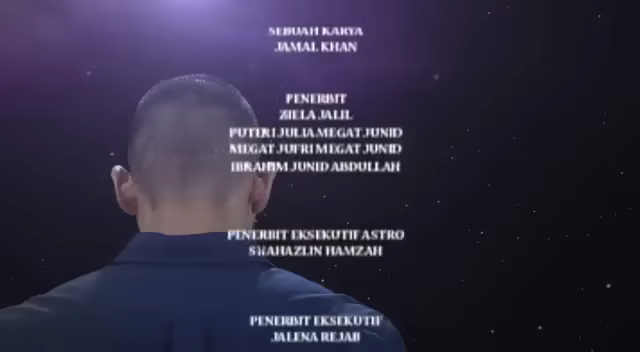 SEBUAH KARYA
JAMAL KHAN
PENERBIT
ZIELA JALIL
PUTERI JULIA MEGAT JUNID
MEGAT JUFRI MEGAT JUNID
IBRAHIM JUNID ABDULLAH
PENERBIT EKSEKUTIF ASTRO
SHAHAZLIN HAMZAH
PENERBIT EKSEKUTIF
JALENA REJAB